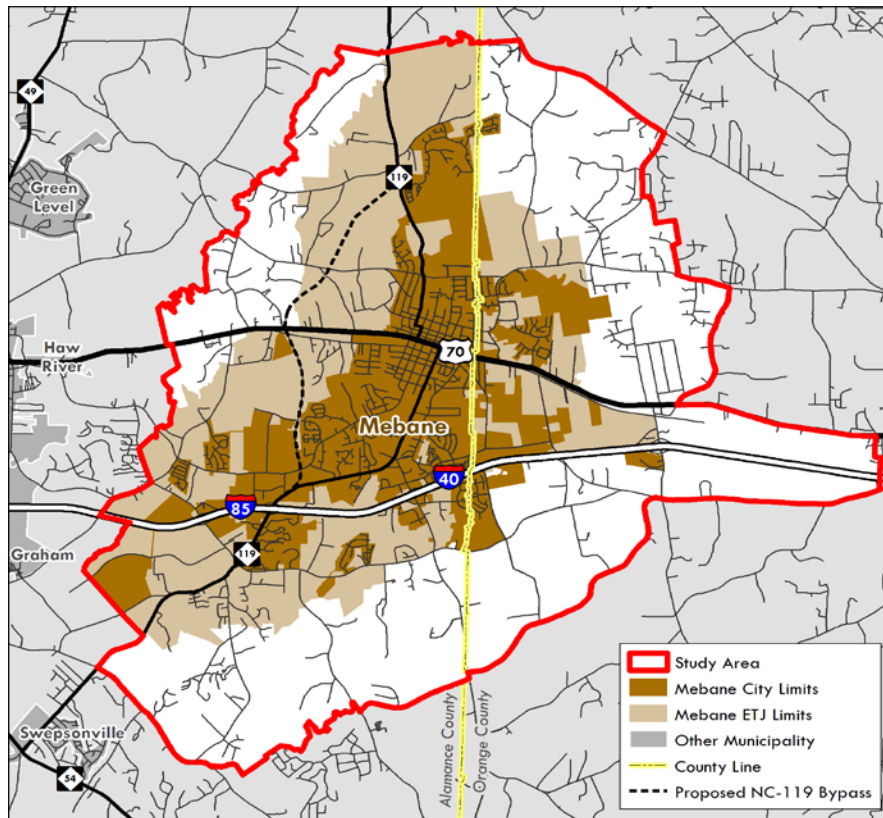 49
Green
Level
119
Haw
River
70
Mebane
40
85
Graham
119
Swepsonville
54
Alamance County
Orange County
Study Area
Mebane City Limits
Mebane ETJ Limits
Other Municipality
County Line
Proposed NC-119 Bypass